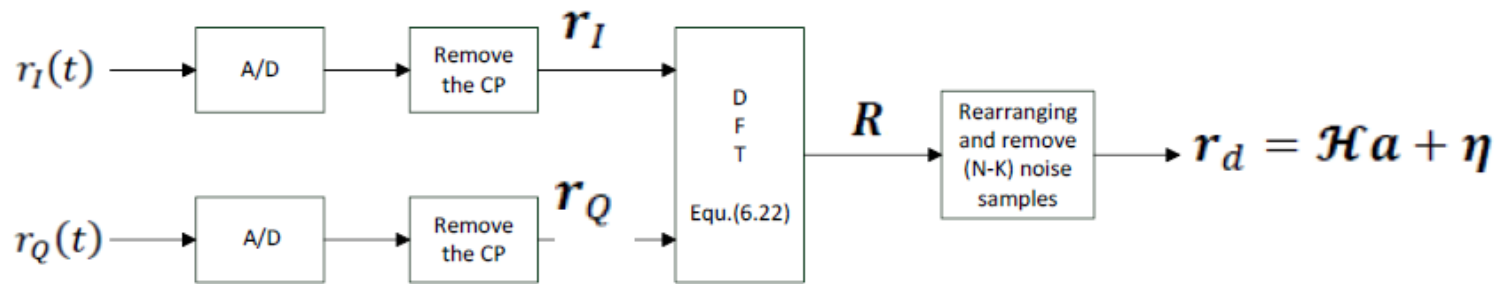 r_I(t)
A/D
Remove
the CP
r_I
D
F
T
Equ.(6.22)
R
Rearranging
and remove
(N-K) noise
samples
r_d = ℋa + η
r_Q(t)
A/D
Remove
the CP
r_Q